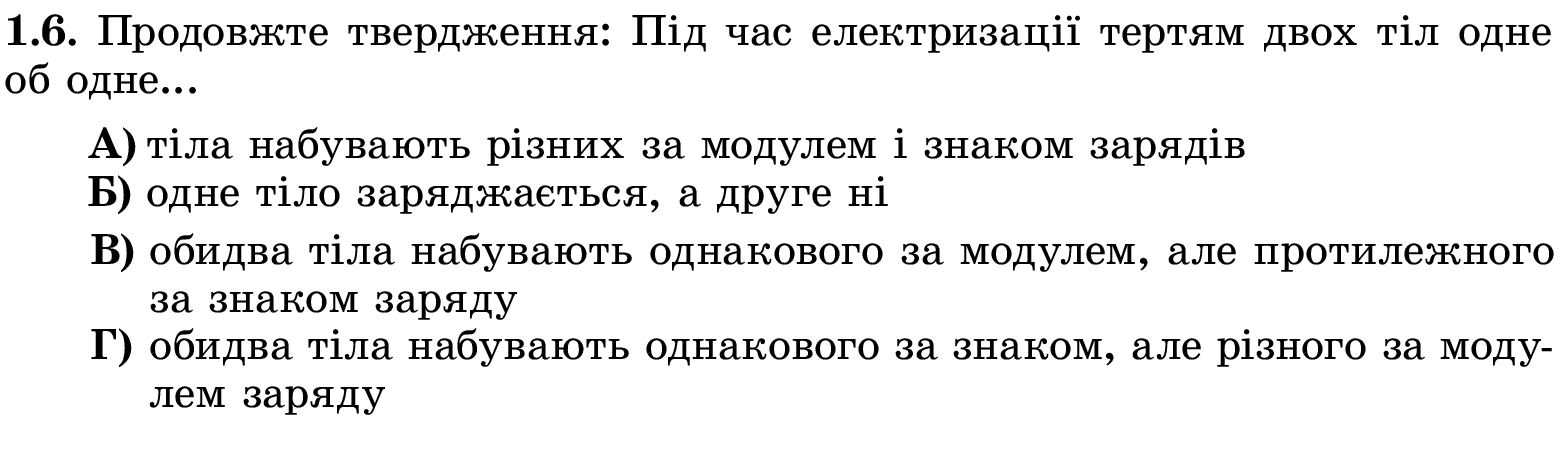 1.6. Продовжте твердження: Під час електризації тертям двох тіл одне
об одне...
А) тіла набувають різних за модулем і знаком зарядів
Б) одне тіло заряджається, а друге ні
В) обидва тіла набувають однакового за модулем, але протилежного
за знаком заряду
Г) обидва тіла набувають однакового за знаком, але різного за моду-
лем заряду